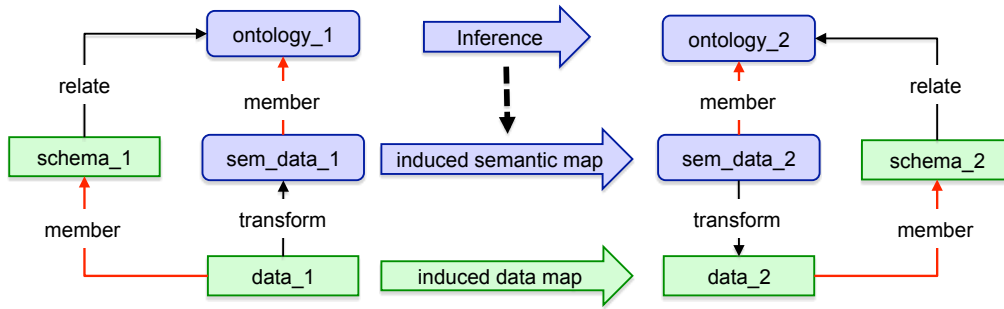 ontology_1
Inference
ontology_2
relate
member
member
relate
schema_1
sem_data_1
induced semantic map
sem_data_2
schema_2
member
transform
transform
member
data_1
induced data map
data_2